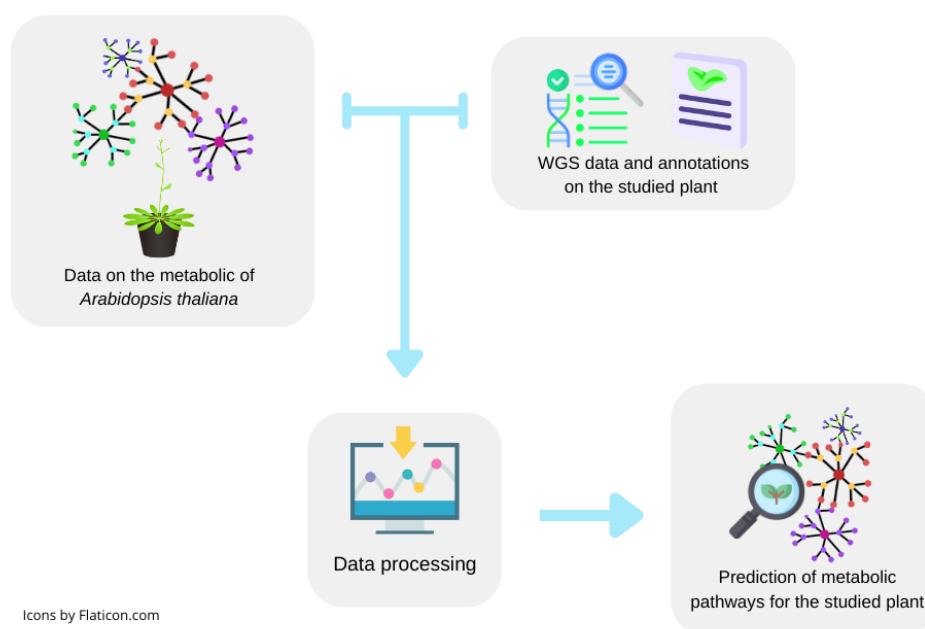 Data on the metabolic of
Arabidopsis thaliana
WGS data and annotations
on the studied plant
Data processing
Prediction of metabolic
pathways for the studied plant
Icons by Flaticon.com